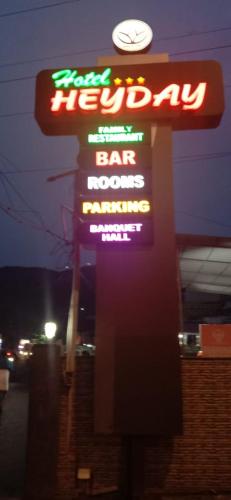 Hotel
HEYDAY
FAMILY
RESTAURANT
BAR
ROOMS
PARKING
BANQUET
HALL